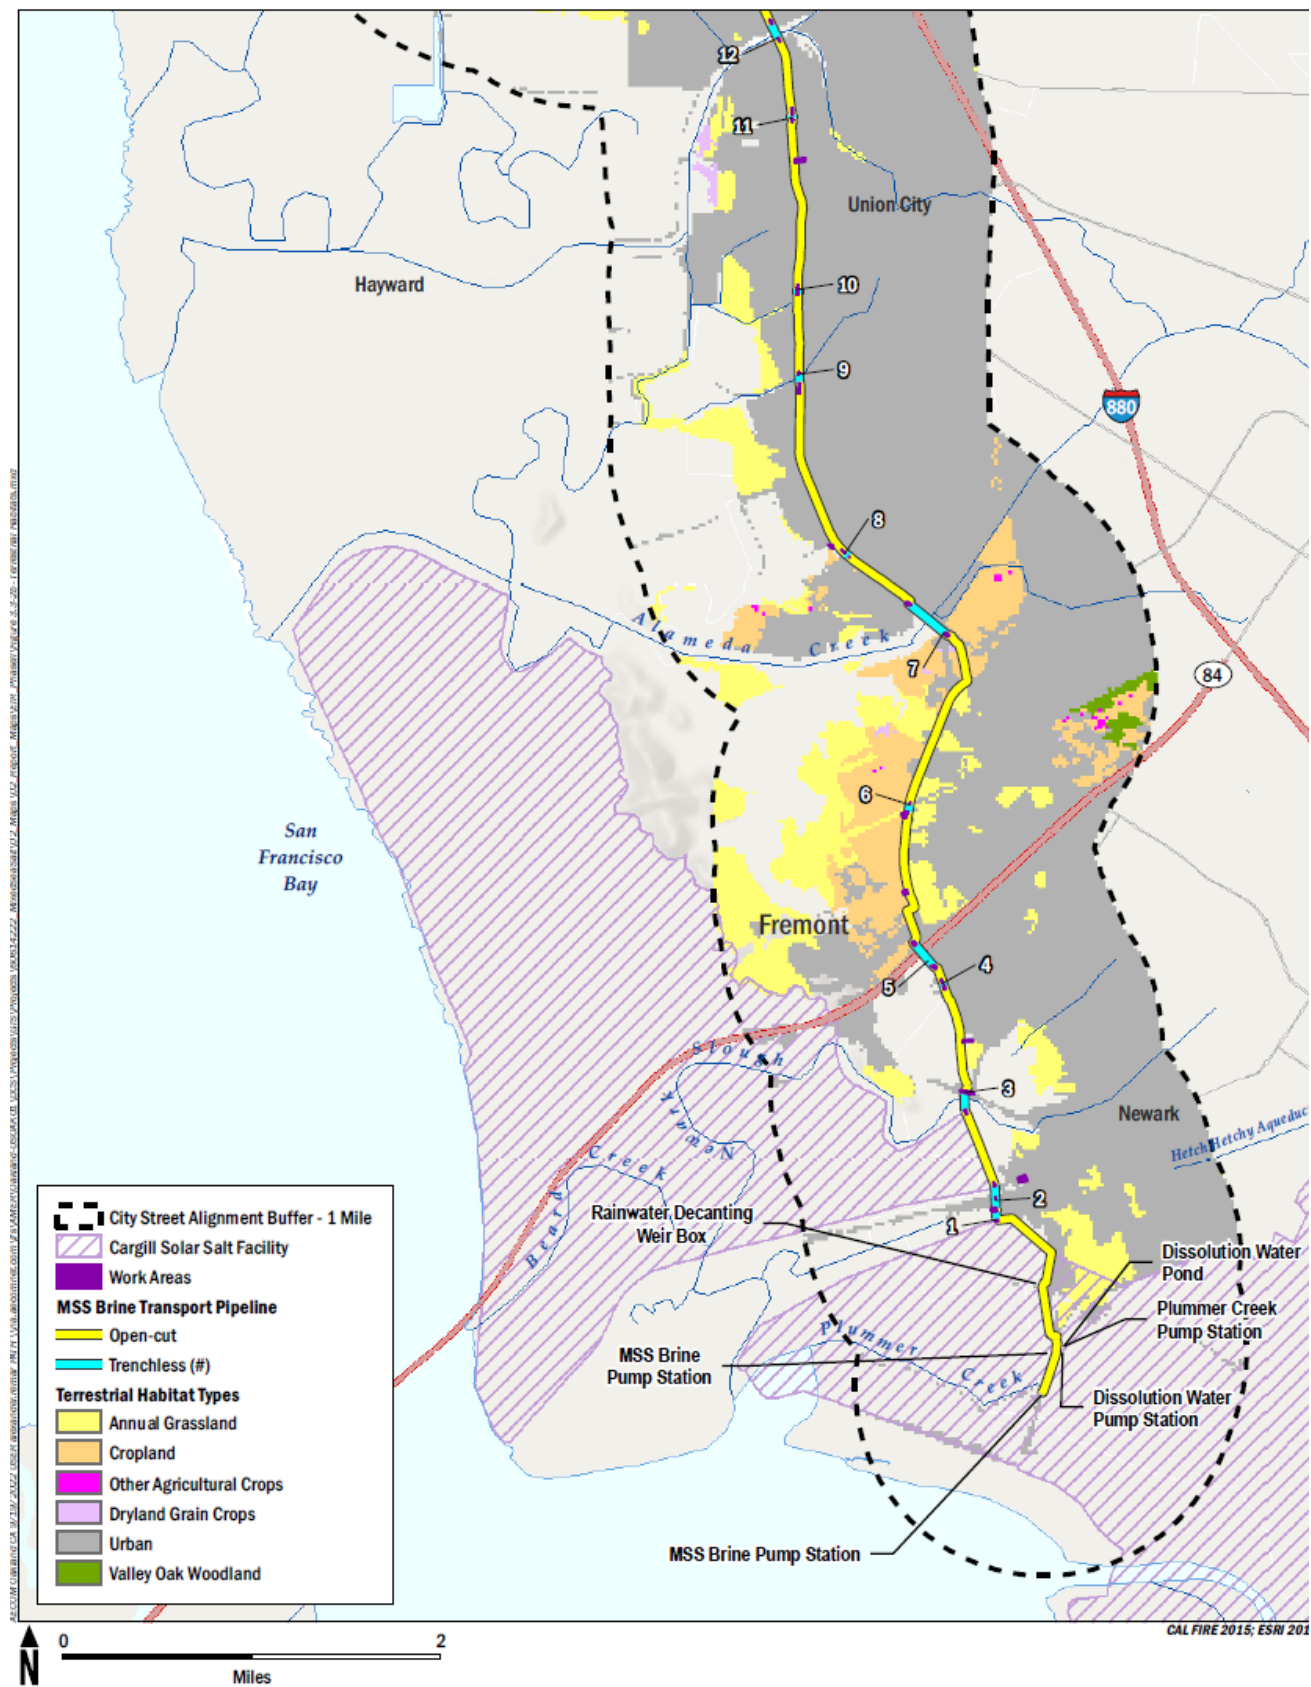 12
11
Union City
Hayward
10
9
880
8
Alameda Creek
7
84
6
San
Francisco
Bay
Fremont
4
5
Slough
Newark
3
Newark
Hetch Hetchy Aqueduc
Creek
Beard
2
Rainwater Decanting
Weir Box
1
Dissolution Water
Pond
Plummer Creek
Pump Station
Plummer
Creek
MSS Brine
Pump Station
Dissolution Water
Pump Station
MSS Brine Pump Station
City Street Alignment Buffer - 1 Mile
Cargill Solar Salt Facility
Work Areas
MSS Brine Transport Pipeline
Open-cut
Trenchless (#)
Terrestrial Habitat Types
Annual Grassland
Cropland
Other Agricultural Crops
Dryland Grain Crops
Urban
Valley Oak Woodland
CAL FIRE 2015; ESRI 201
N
0
2
Miles